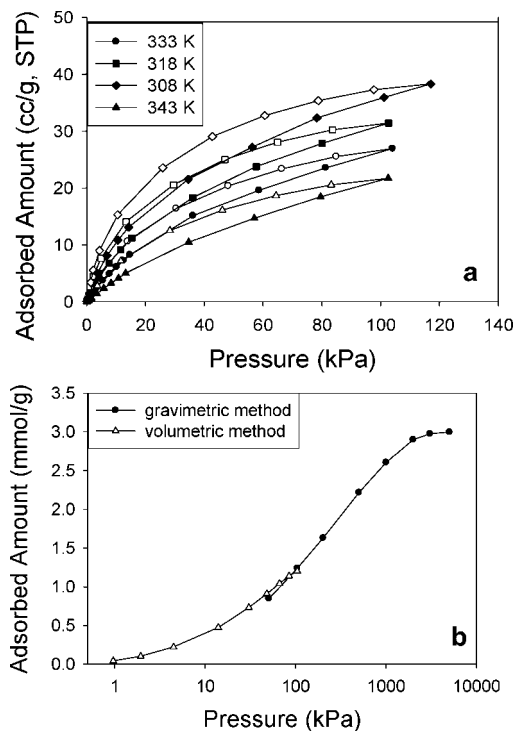 50
40
30
20
10
0
Adsorbed Amount (cc/g, STP)
333 K
318 K
308 K
343 K
a
0 20 40 60 80 100 120 140
Pressure (kPa)
3.5
3.0
2.5
2.0
1.5
1.0
0.5
0.0
Adsorbed Amount (mmol/g)
gravimetric method
volumetric method
b
1 10 100 1000 10000
Pressure (kPa)